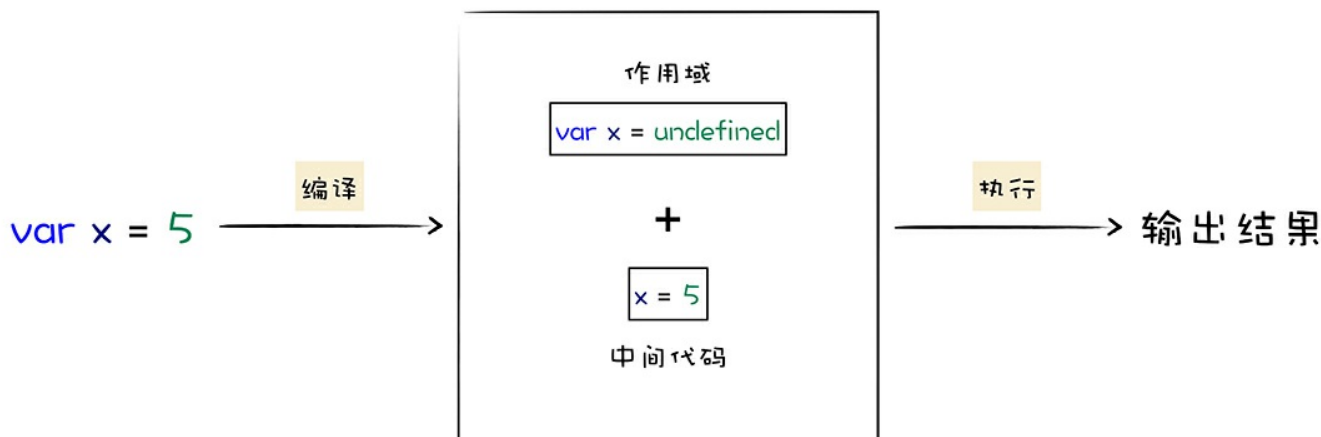 作用域
var x = undefined
编译
执行
var x = 5
+
输出结果
x = 5
中间代码